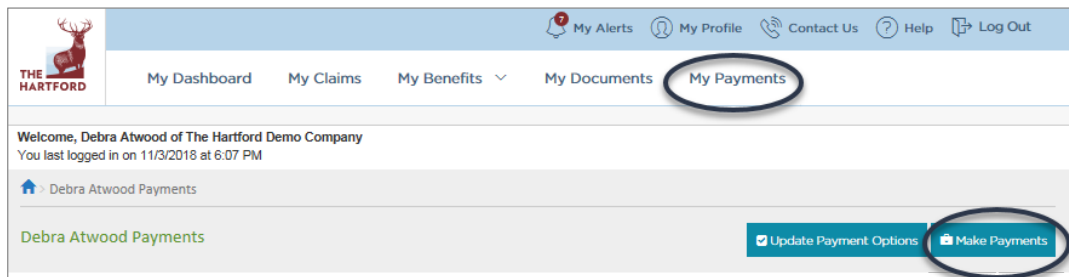 7
My Alerts My Profile Contact Us Help Log Out
THE
HARTFORD
My Dashboard My Claims My Benefits My Documents My Payments
Welcome, Debra Atwood of The Hartford Demo Company
You last logged in on 11/3/2018 at 6:07 PM
> Debra Atwood Payments
Debra Atwood Payments
Update Payment Options Make Payments